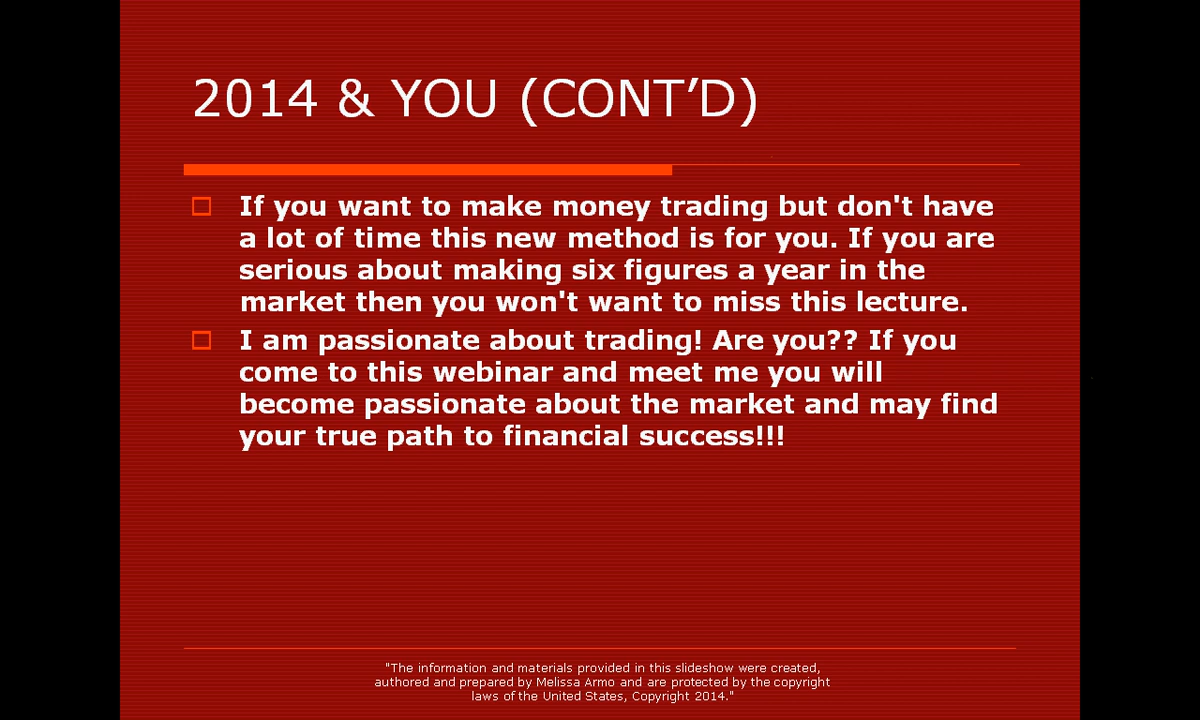 2014 & YOU (CONT’D)
If you want to make money trading but don't have
a lot of time this new method is for you. If you are
serious about making six figures a year in the
market then you won't want to miss this lecture.
I am passionate about trading! Are you?? If you
come to this webinar and meet me you will
become passionate about the market and may find
your true path to financial success!!!
"The information and materials provided in this slideshow were created,
authored and prepared by Melissa Armo and are protected by the copyright
laws of the United States, Copyright 2014."